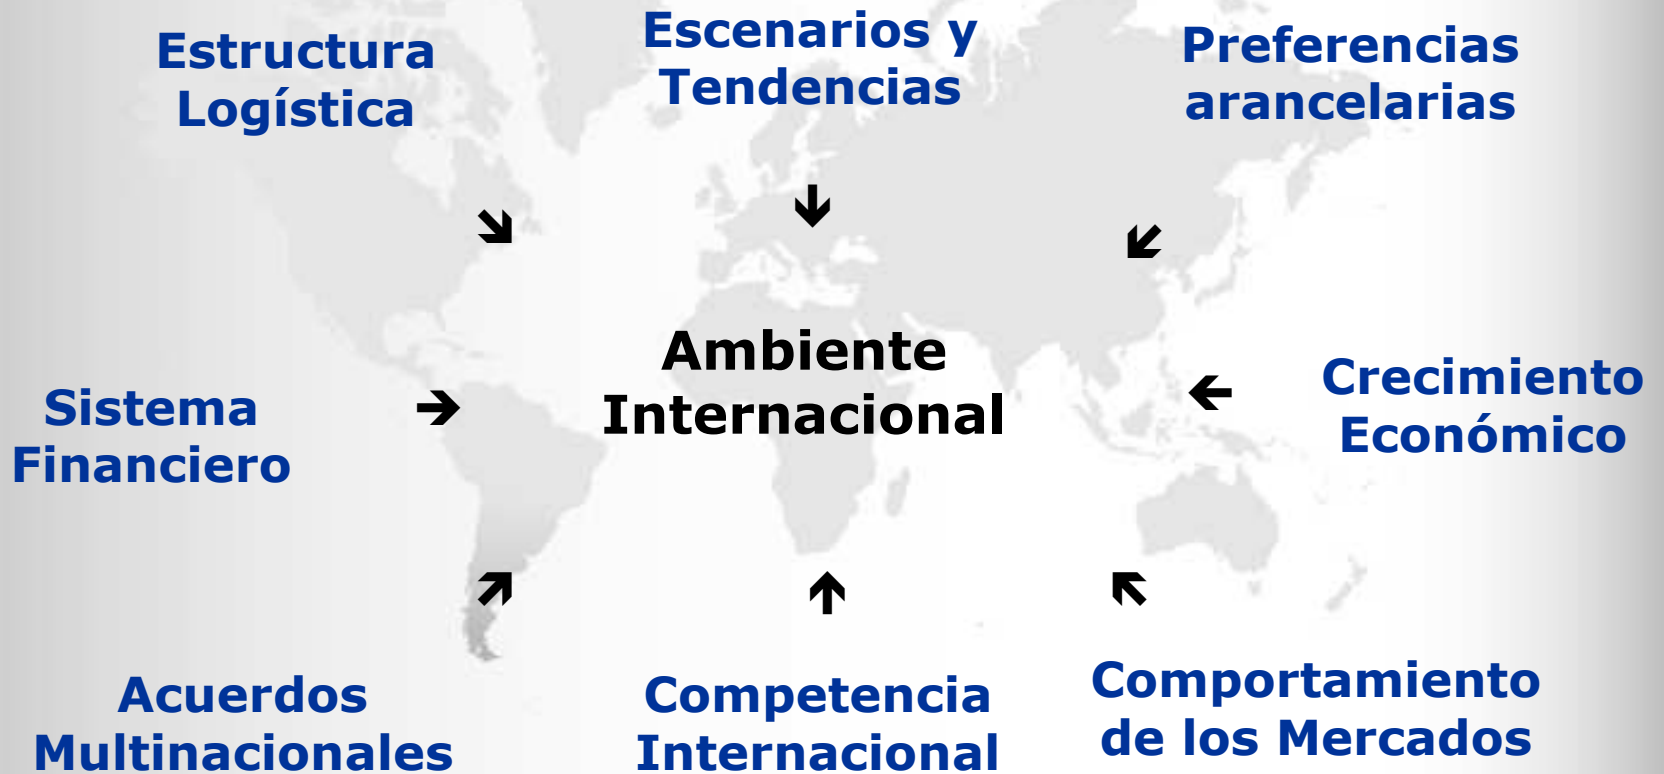 Estructura
Logística
Escenarios y
Tendencias
Preferencias
arancelarias
Ambiente
Internacional
Sistema
Financiero
Crecimiento
Económico
Acuerdos
Multinacionales
Competencia
Internacional
Comportamiento
de los Mercados